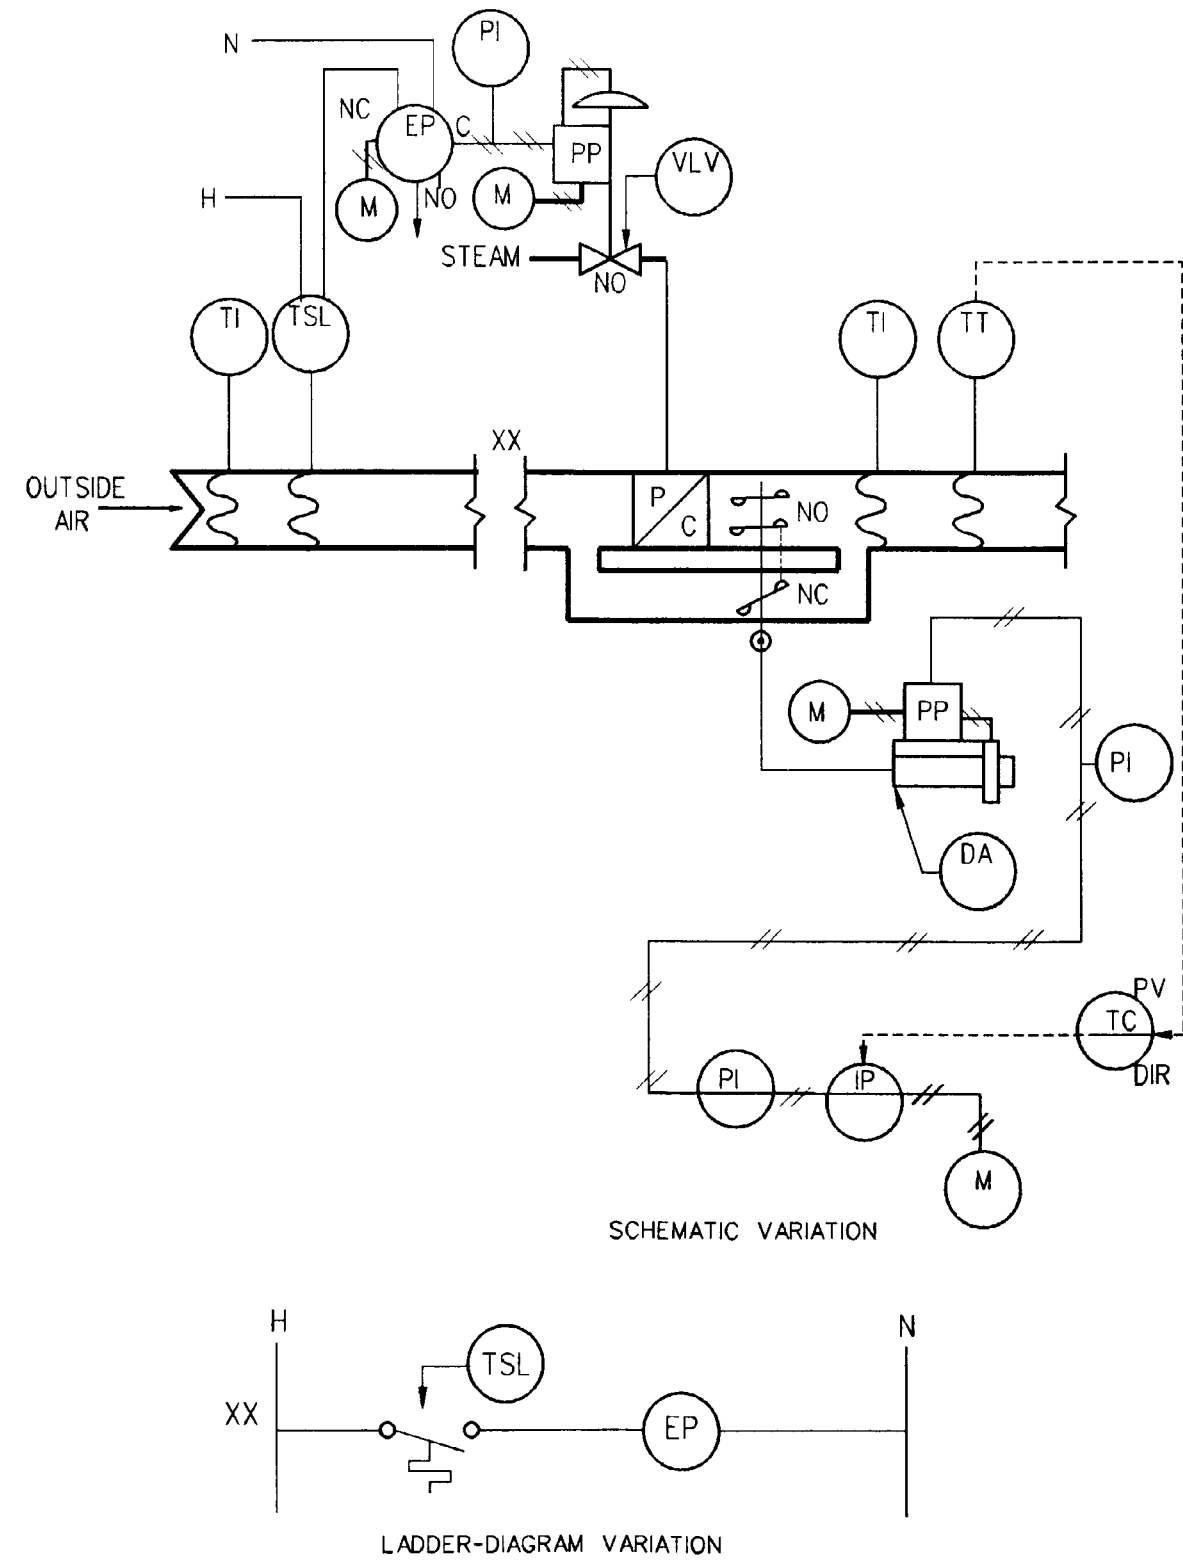 PI
N
NC
EP
C
PP
VLV
M
M
NO
H
STEAM
NO
TI
TSL
TI
TT
XX
OUTSIDE
AIR
P
C
NO
NC
M
PP
PI
DA
PV
TC
DIR
PI
IP
M
SCHEMATIC VARIATION
H
N
TSL
XX
EP
LADDER-DIAGRAM VARIATION